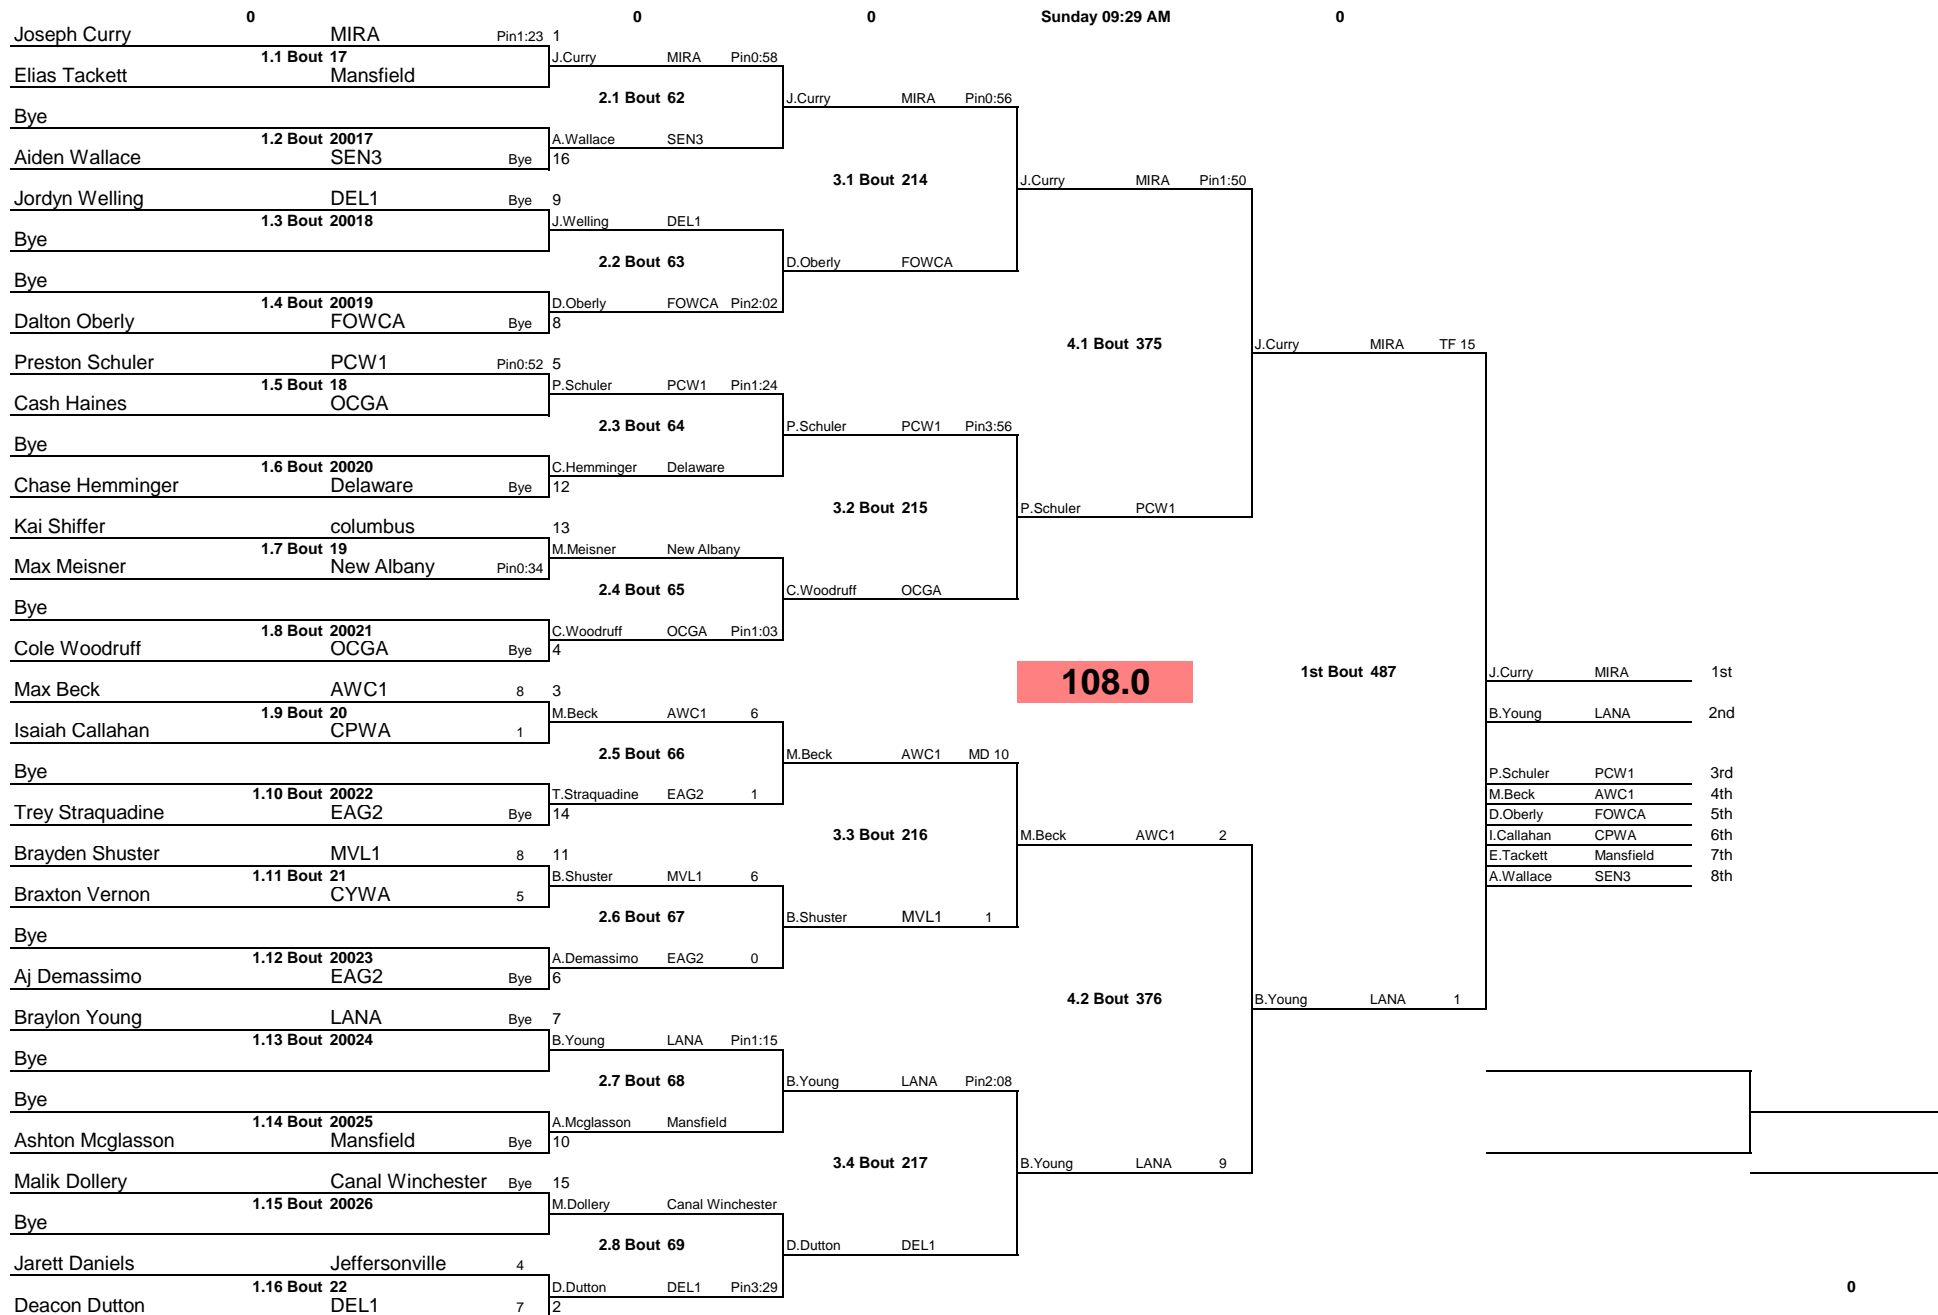 0 0 0 Sunday 09:29 AM 0
Joseph Curry MIRA Pin1:23 1
1.1 Bout 17 J.Curry MIRA Pin0:58
Elias Tackett Mansfield
2.1 Bout 62 J.Curry MIRA Pin0:56
Bye
1.2 Bout 20017 A.Wallace SEN3
Aiden Wallace SEN3 Bye 16
3.1 Bout 214 J.Curry MIRA Pin1:50
Jordyn Welling DEL1 Bye 9
1.3 Bout 20018 J.Welling DEL1
Bye
2.2 Bout 63 D.Oberly FOWCA
Bye
1.4 Bout 20019 D.Oberly FOWCA Pin2:02
Dalton Oberly FOWCA Bye 8
4.1 Bout 375 J.Curry MIRA TF 15
Preston Schuler PCW1 Pin0:52 5
1.5 Bout 18 P.Schuler PCW1 Pin1:24
Cash Haines OCGA
2.3 Bout 64 P.Schuler PCW1 Pin3:56
Bye
1.6 Bout 20020 C.Hemminger Delaware
Chase Hemminger Delaware Bye 12
3.2 Bout 215 P.Schuler PCW1
Kai Shiffer columbus 13
1.7 Bout 19 M.Meisner New Albany
Max Meisner New Albany Pin0:34
2.4 Bout 65 C.Woodruff OCGA
Bye
1.8 Bout 20021 C.Woodruff OCGA Pin1:03
Cole Woodruff OCGA Bye 4
108.0 1st Bout 487 J.Curry MIRA 1st
Max Beck AWC1 8 3
1.9 Bout 20 M.Beck AWC1 6 B.Young LANA 2nd
Isaiah Callahan CPWA 1
2.5 Bout 66 M.Beck AWC1 MD 10
Bye P.Schuler PCW1 3rd
1.10 Bout 20022 T.Straquadine EAG2 1 M.Beck AWC1 4th
Trey Straquadine EAG2 Bye 14 D.Oberly FOWCA 5th
3.3 Bout 216 M.Beck AWC1 2 I.Callahan CPWA 6th
Brayden Shuster MVL1 8 11 E.Tackett Mansfield 7th
1.11 Bout 21 B.Shuster MVL1 6 A.Wallace SEN3 8th
Braxton Vernon CYWA 5
2.6 Bout 67 B.Shuster MVL1 1
Bye
1.12 Bout 20023 A.Demassimo EAG2 0
Aj Demassimo EAG2 Bye 6
4.2 Bout 376 B.Young LANA 1
Braylon Young LANA Bye 7
1.13 Bout 20024 B.Young LANA Pin1:15
Bye
2.7 Bout 68 B.Young LANA Pin2:08
Bye
1.14 Bout 20025 A.Mcglasson Mansfield
Ashton Mcglasson Mansfield Bye 10
3.4 Bout 217 B.Young LANA 9
Malik Dollery Canal Winchester Bye 15
1.15 Bout 20026 M.Dollery Canal Winchester
Bye
2.8 Bout 69 D.Dutton DEL1
Jarett Daniels Jeffersonville 4
1.16 Bout 22 D.Dutton DEL1 Pin3:29 0
Deacon Dutton DEL1 7 2